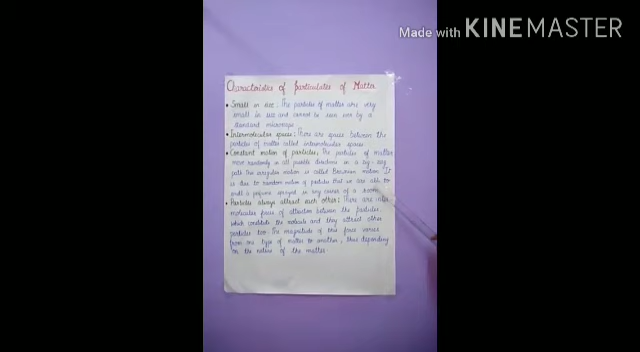 Made with KINEMASTER
Characteristics of Particulates of Matter
• Small in size: The particles of matter are very
small in size and cannot be seen even by a
standard microscope.
• Intermolecular spaces: There are spaces between the
particles of matter called intermolecular spaces
• Constant motion of particles: The particles of matter
move randomly in all possible directions in a zig-zag
path this irregular motion is called Brownian motion. It
is due to random motion of particles that we are able to
smell a perfume sprayed in any corner of a room.
• Particles always attract each other: There are inter
molecules force of attraction between the particles,
which constitute the molecule and they attract other
particles too. The magnitude of this force varies
from one type of matter to another, thus depending
on the nature of the matter.